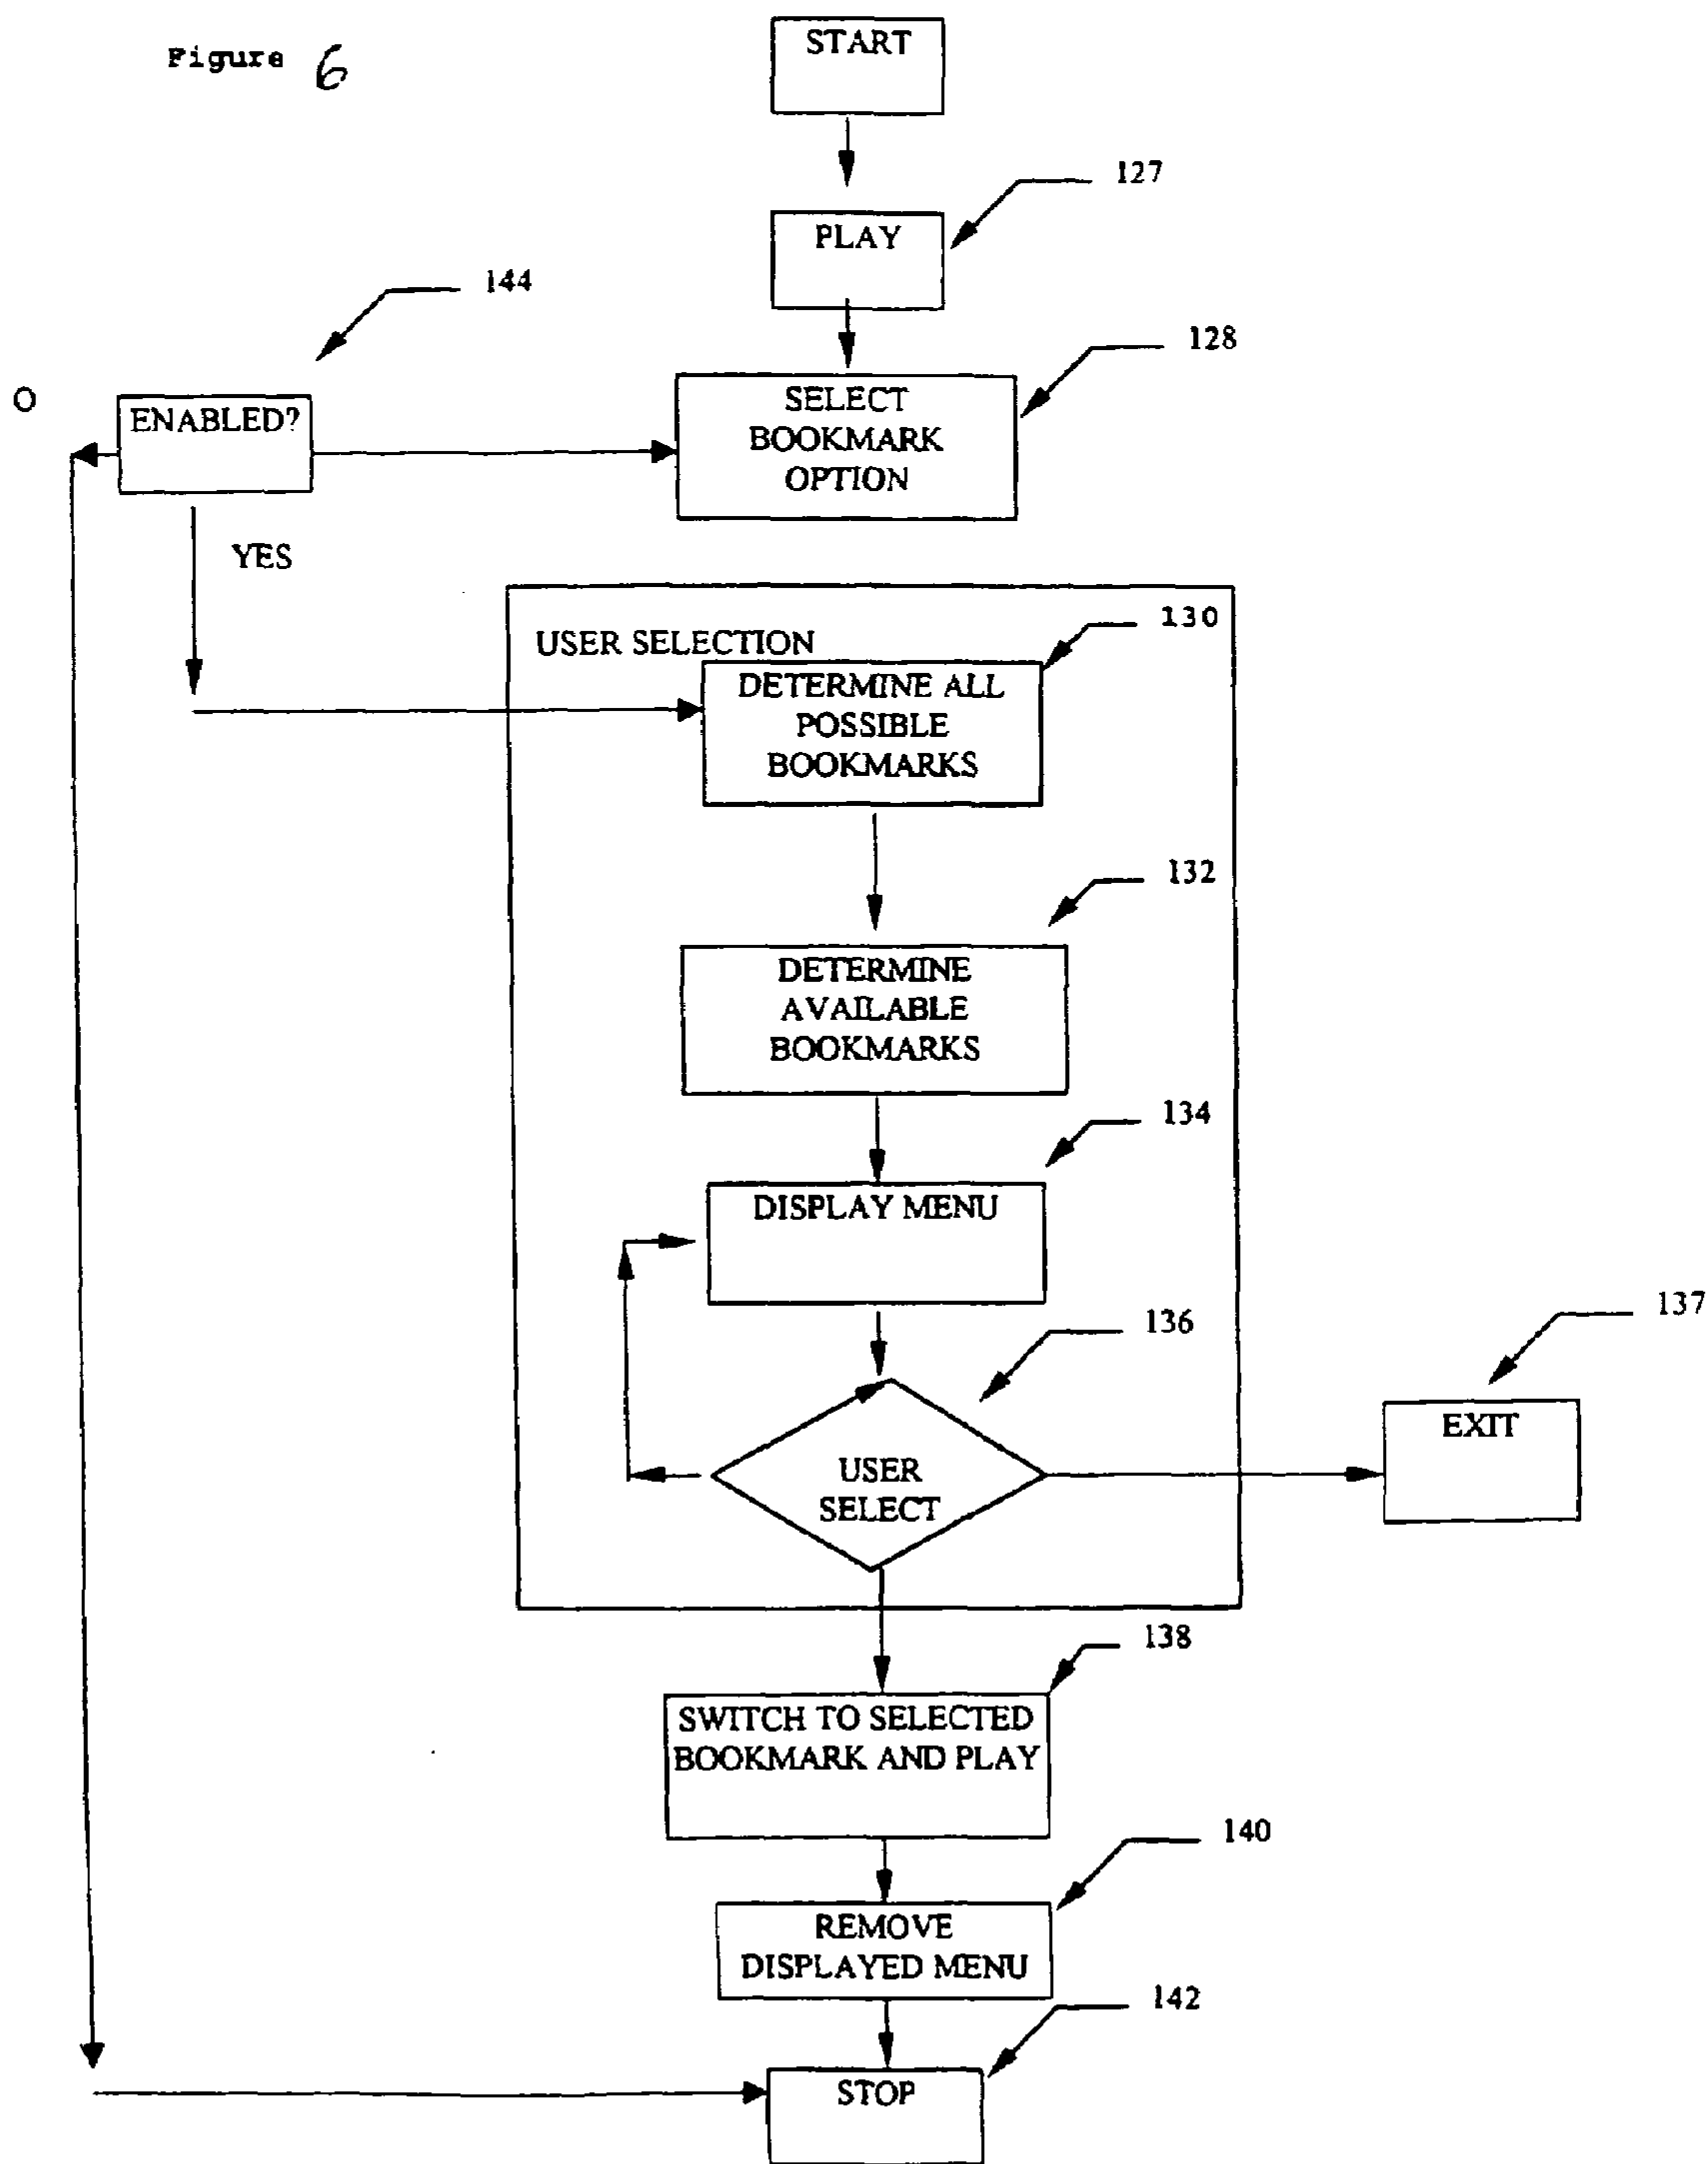 Figure 6
START
127
PLAY
144
128
O
ENABLED?
SELECT
BOOKMARK
OPTION
YES
130
USER SELECTION
DETERMINE ALL
POSSIBLE
BOOKMARKS
132
DETERMINE
AVAILABLE
BOOKMARKS
134
DISPLAY MENU
136
137
EXIT
USER
SELECT
138
SWITCH TO SELECTED
BOOKMARK AND PLAY
140
REMOVE
DISPLAYED MENU
142
STOP